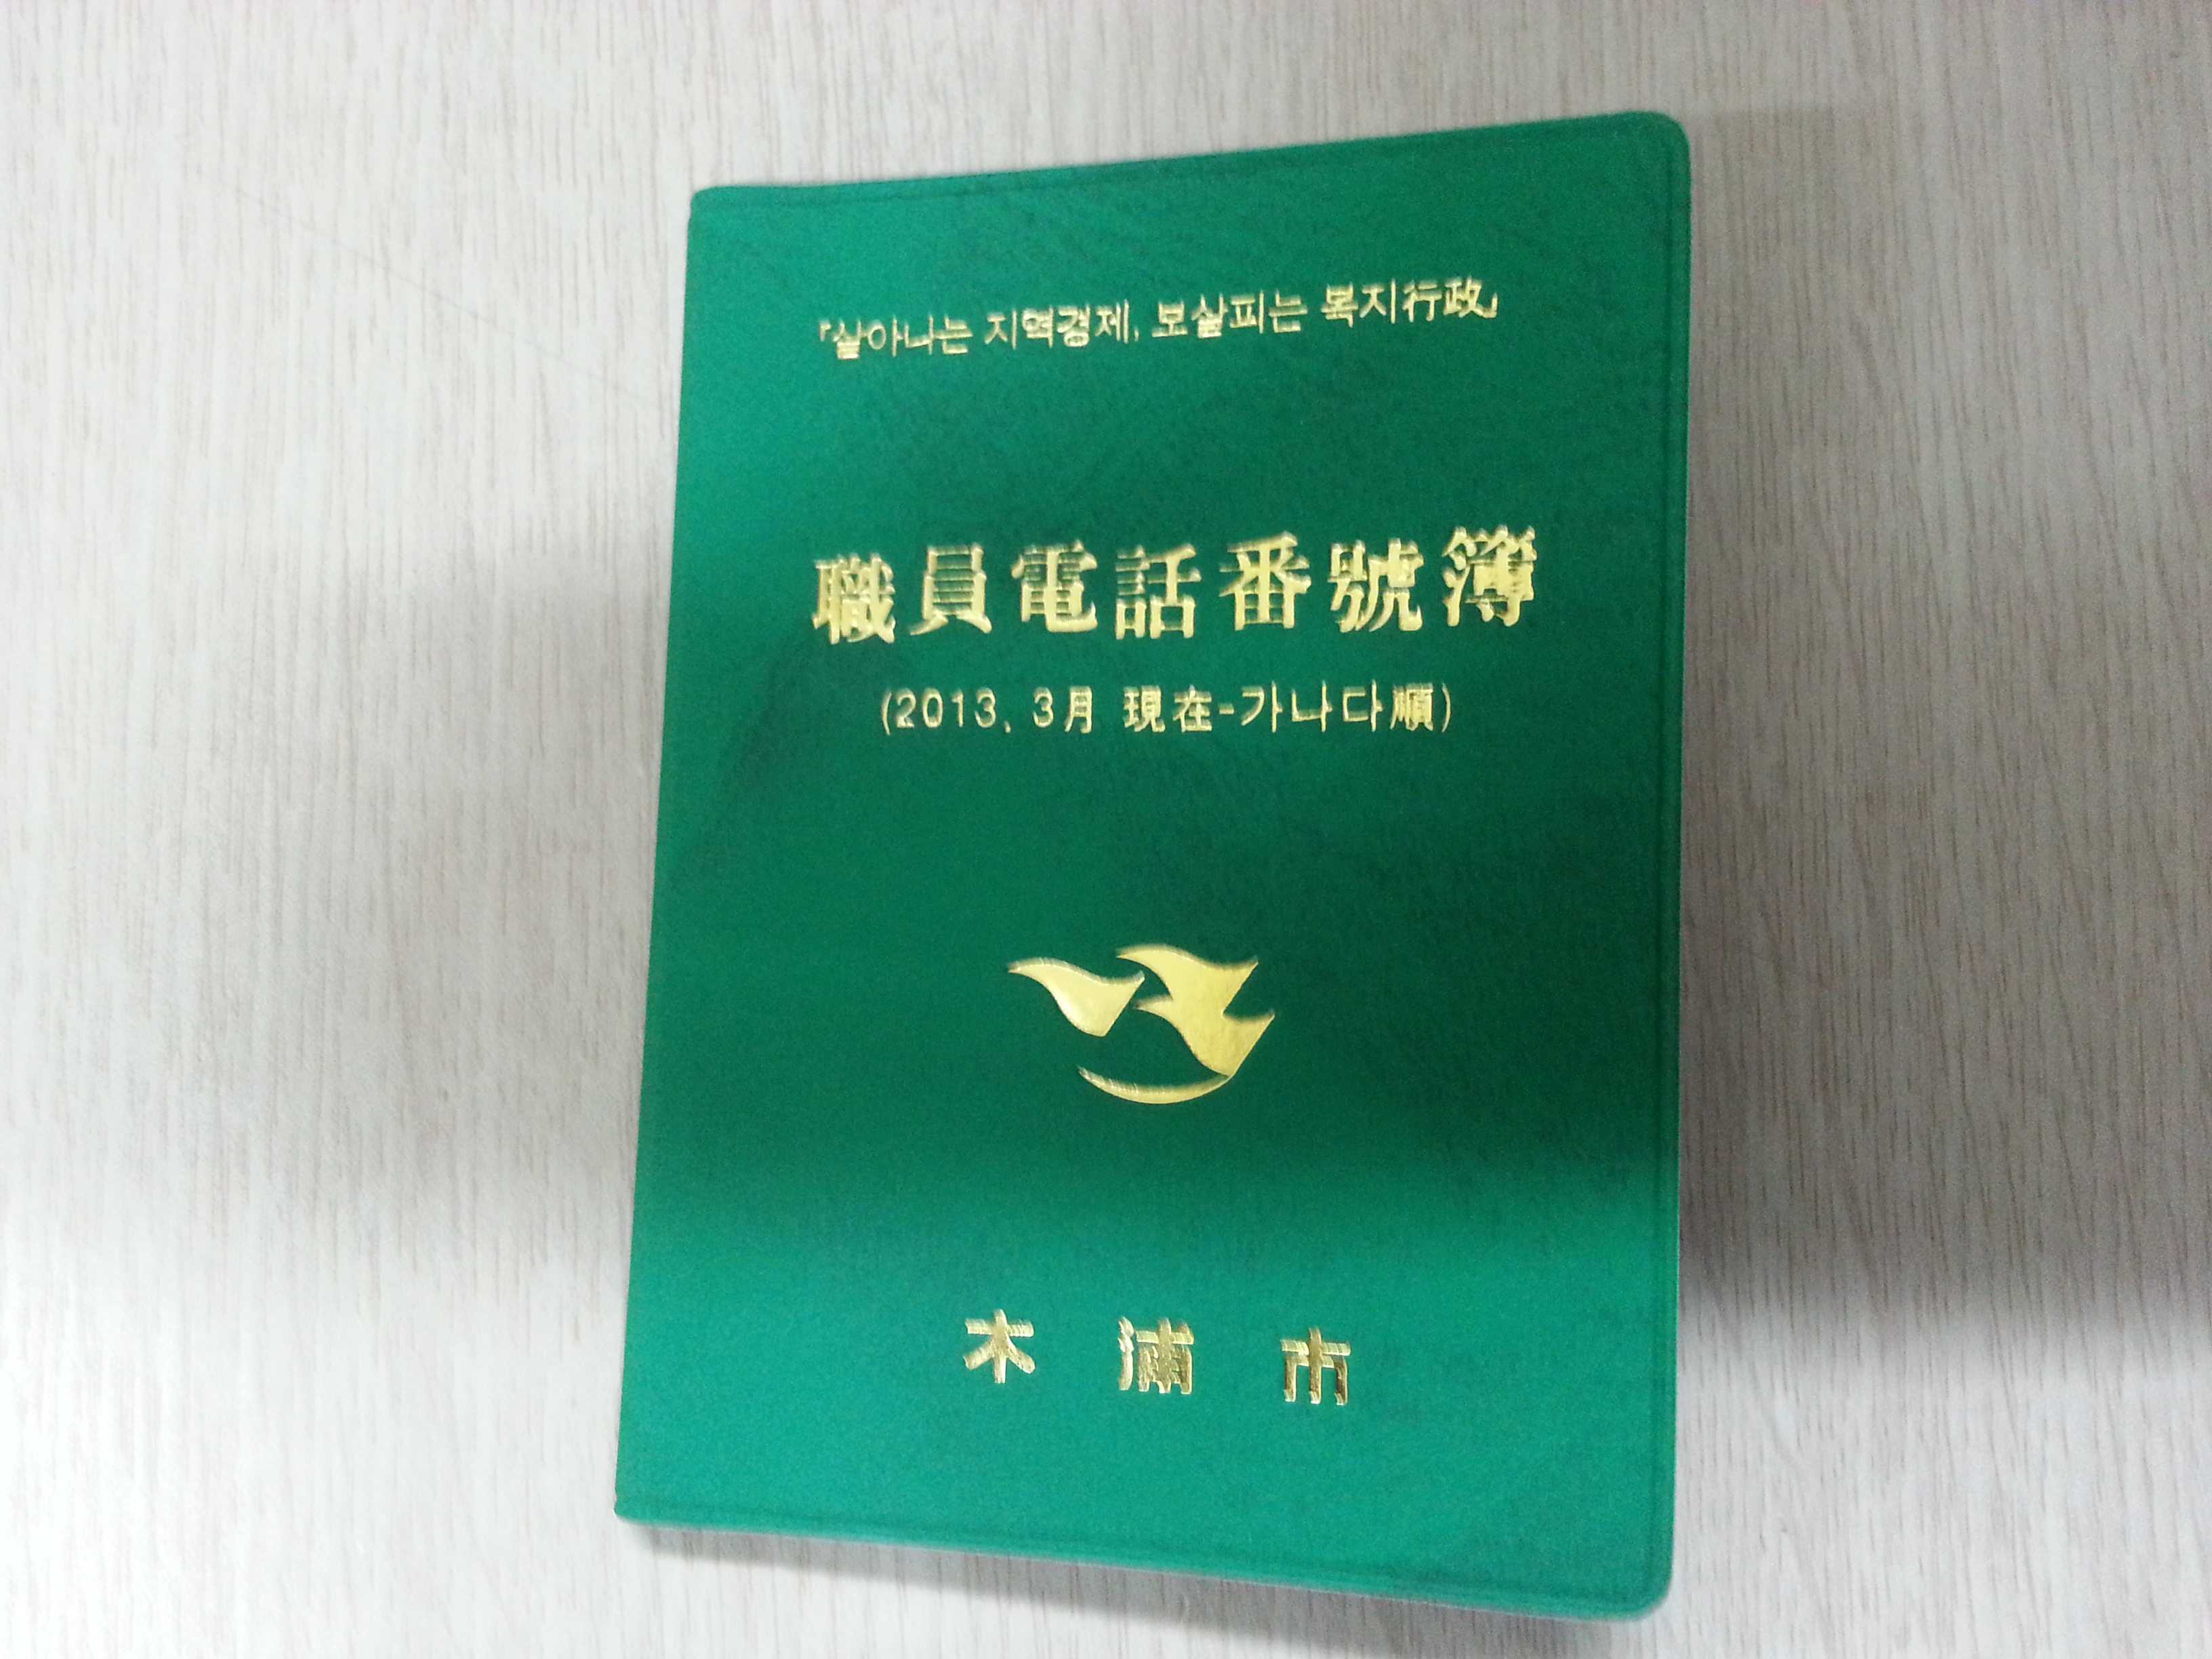 「살아나는 지역경제, 보살피는 복지行政」
職員電話番號簿
(2013. 3月 現在-가나다順)
木浦市